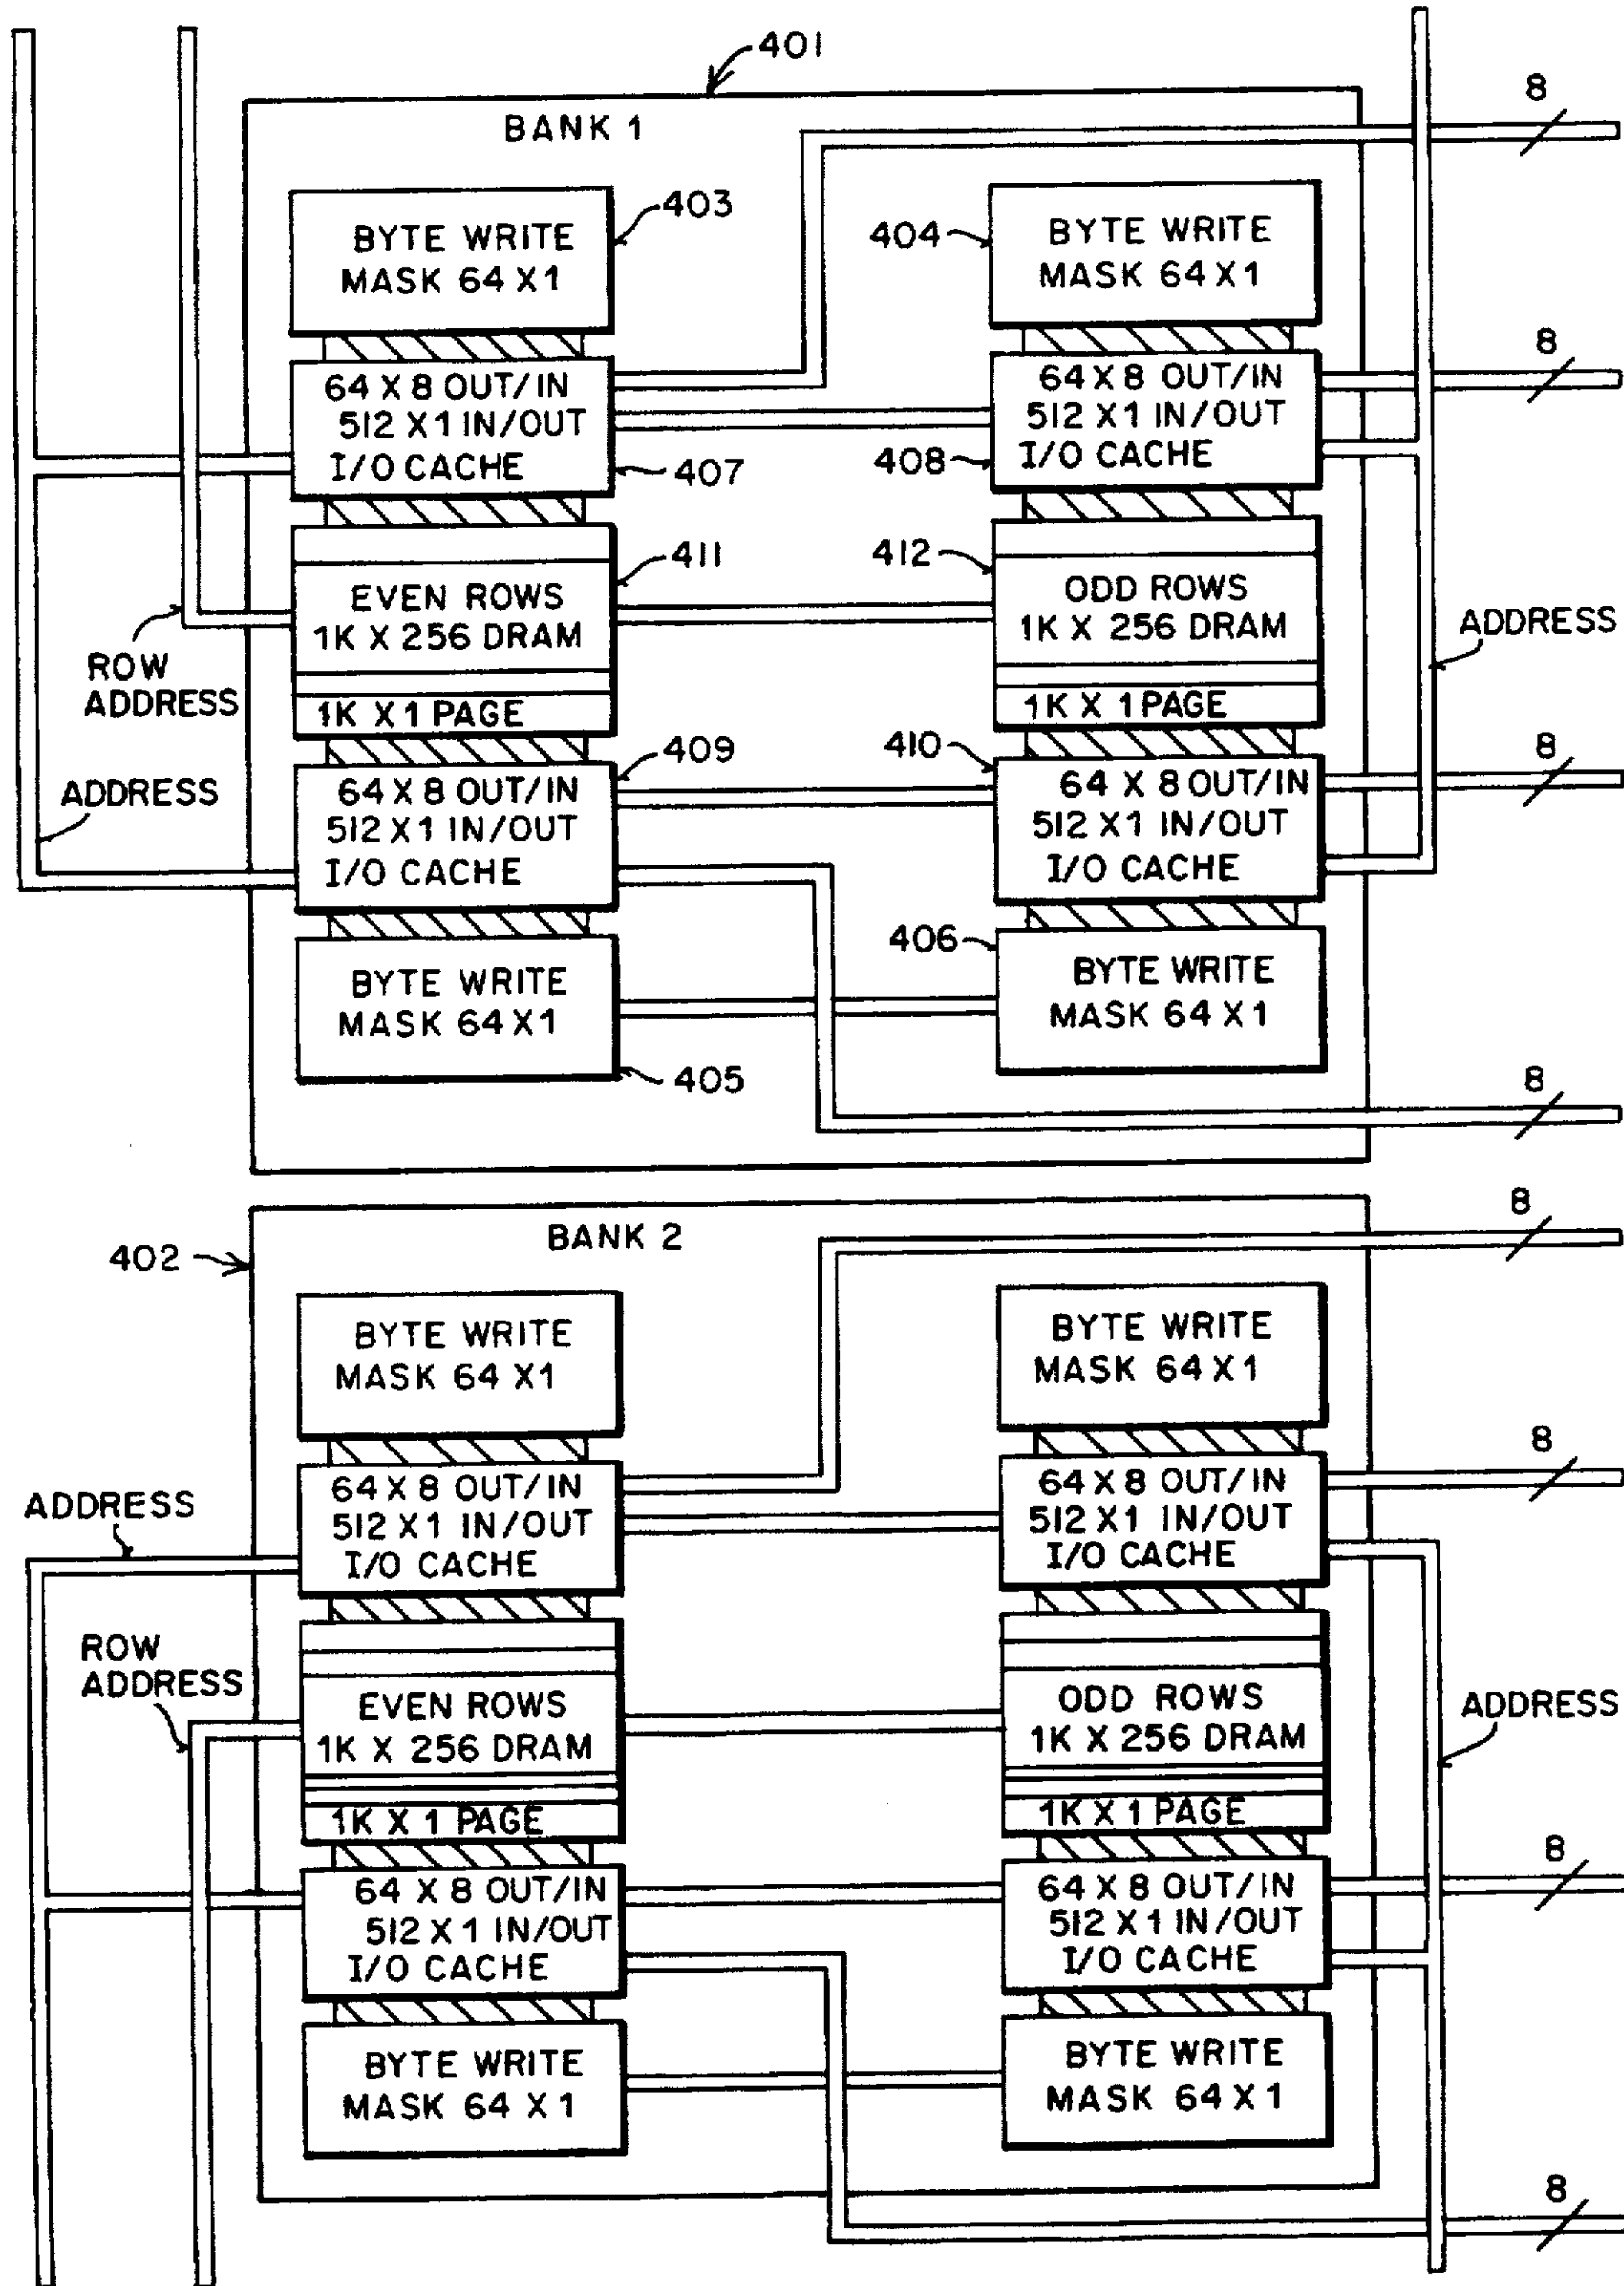 401
8
BANK 1
BYTE WRITE
MASK 64 X 1
403
404
BYTE WRITE
MASK 64 X 1
64 X 8 OUT/IN
512 X 1 IN/OUT
I/O CACHE
407
8
408
64 X 8 OUT/IN
512 X 1 IN/OUT
I/O CACHE
EVEN ROWS
1K X 256 DRAM
1K X 1 PAGE
411
412
ODD ROWS
1K X 256 DRAM
1K X 1 PAGE
ADDRESS
ROW
ADDRESS
ADDRESS
64 X 8 OUT/IN
512 X 1 IN/OUT
I/O CACHE
409
410
64 X 8 OUT/IN
512 X 1 IN/OUT
I/O CACHE
8
BYTE WRITE
MASK 64 X 1
405
406
BYTE WRITE
MASK 64 X 1
8
8
402
BANK 2
BYTE WRITE
MASK 64 X 1
BYTE WRITE
MASK 64 X 1
ADDRESS
64 X 8 OUT/IN
512 X 1 IN/OUT
I/O CACHE
64 X 8 OUT/IN
512 X 1 IN/OUT
I/O CACHE
8
ROW
ADDRESS
EVEN ROWS
1K X 256 DRAM
1K X 1 PAGE
ODD ROWS
1K X 256 DRAM
1K X 1 PAGE
ADDRESS
64 X 8 OUT/IN
512 X 1 IN/OUT
I/O CACHE
64 X 8 OUT/IN
512 X 1 IN/OUT
I/O CACHE
8
BYTE WRITE
MASK 64 X 1
BYTE WRITE
MASK 64 X 1
8